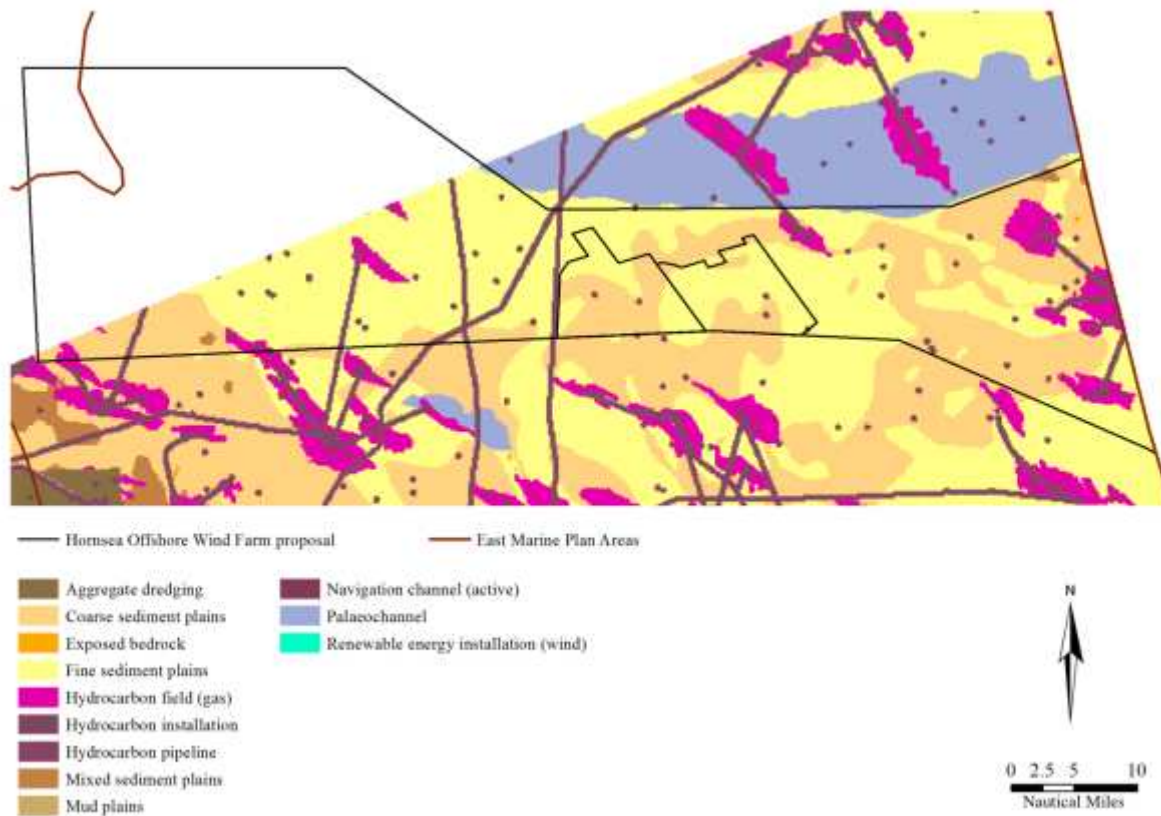 Hornsea Offshore Wind Farm proposal
East Marine Plan Areas
Aggregate dredging
Coarse sediment plains
Exposed bedrock
Fine sediment plains
Hydrocarbon field (gas)
Hydrocarbon installation
Hydrocarbon pipeline
Mixed sediment plains
Mud plains
Navigation channel (active)
Palaeochannel
Renewable energy installation (wind)
N
0 2.5 5 10
Nautical Miles